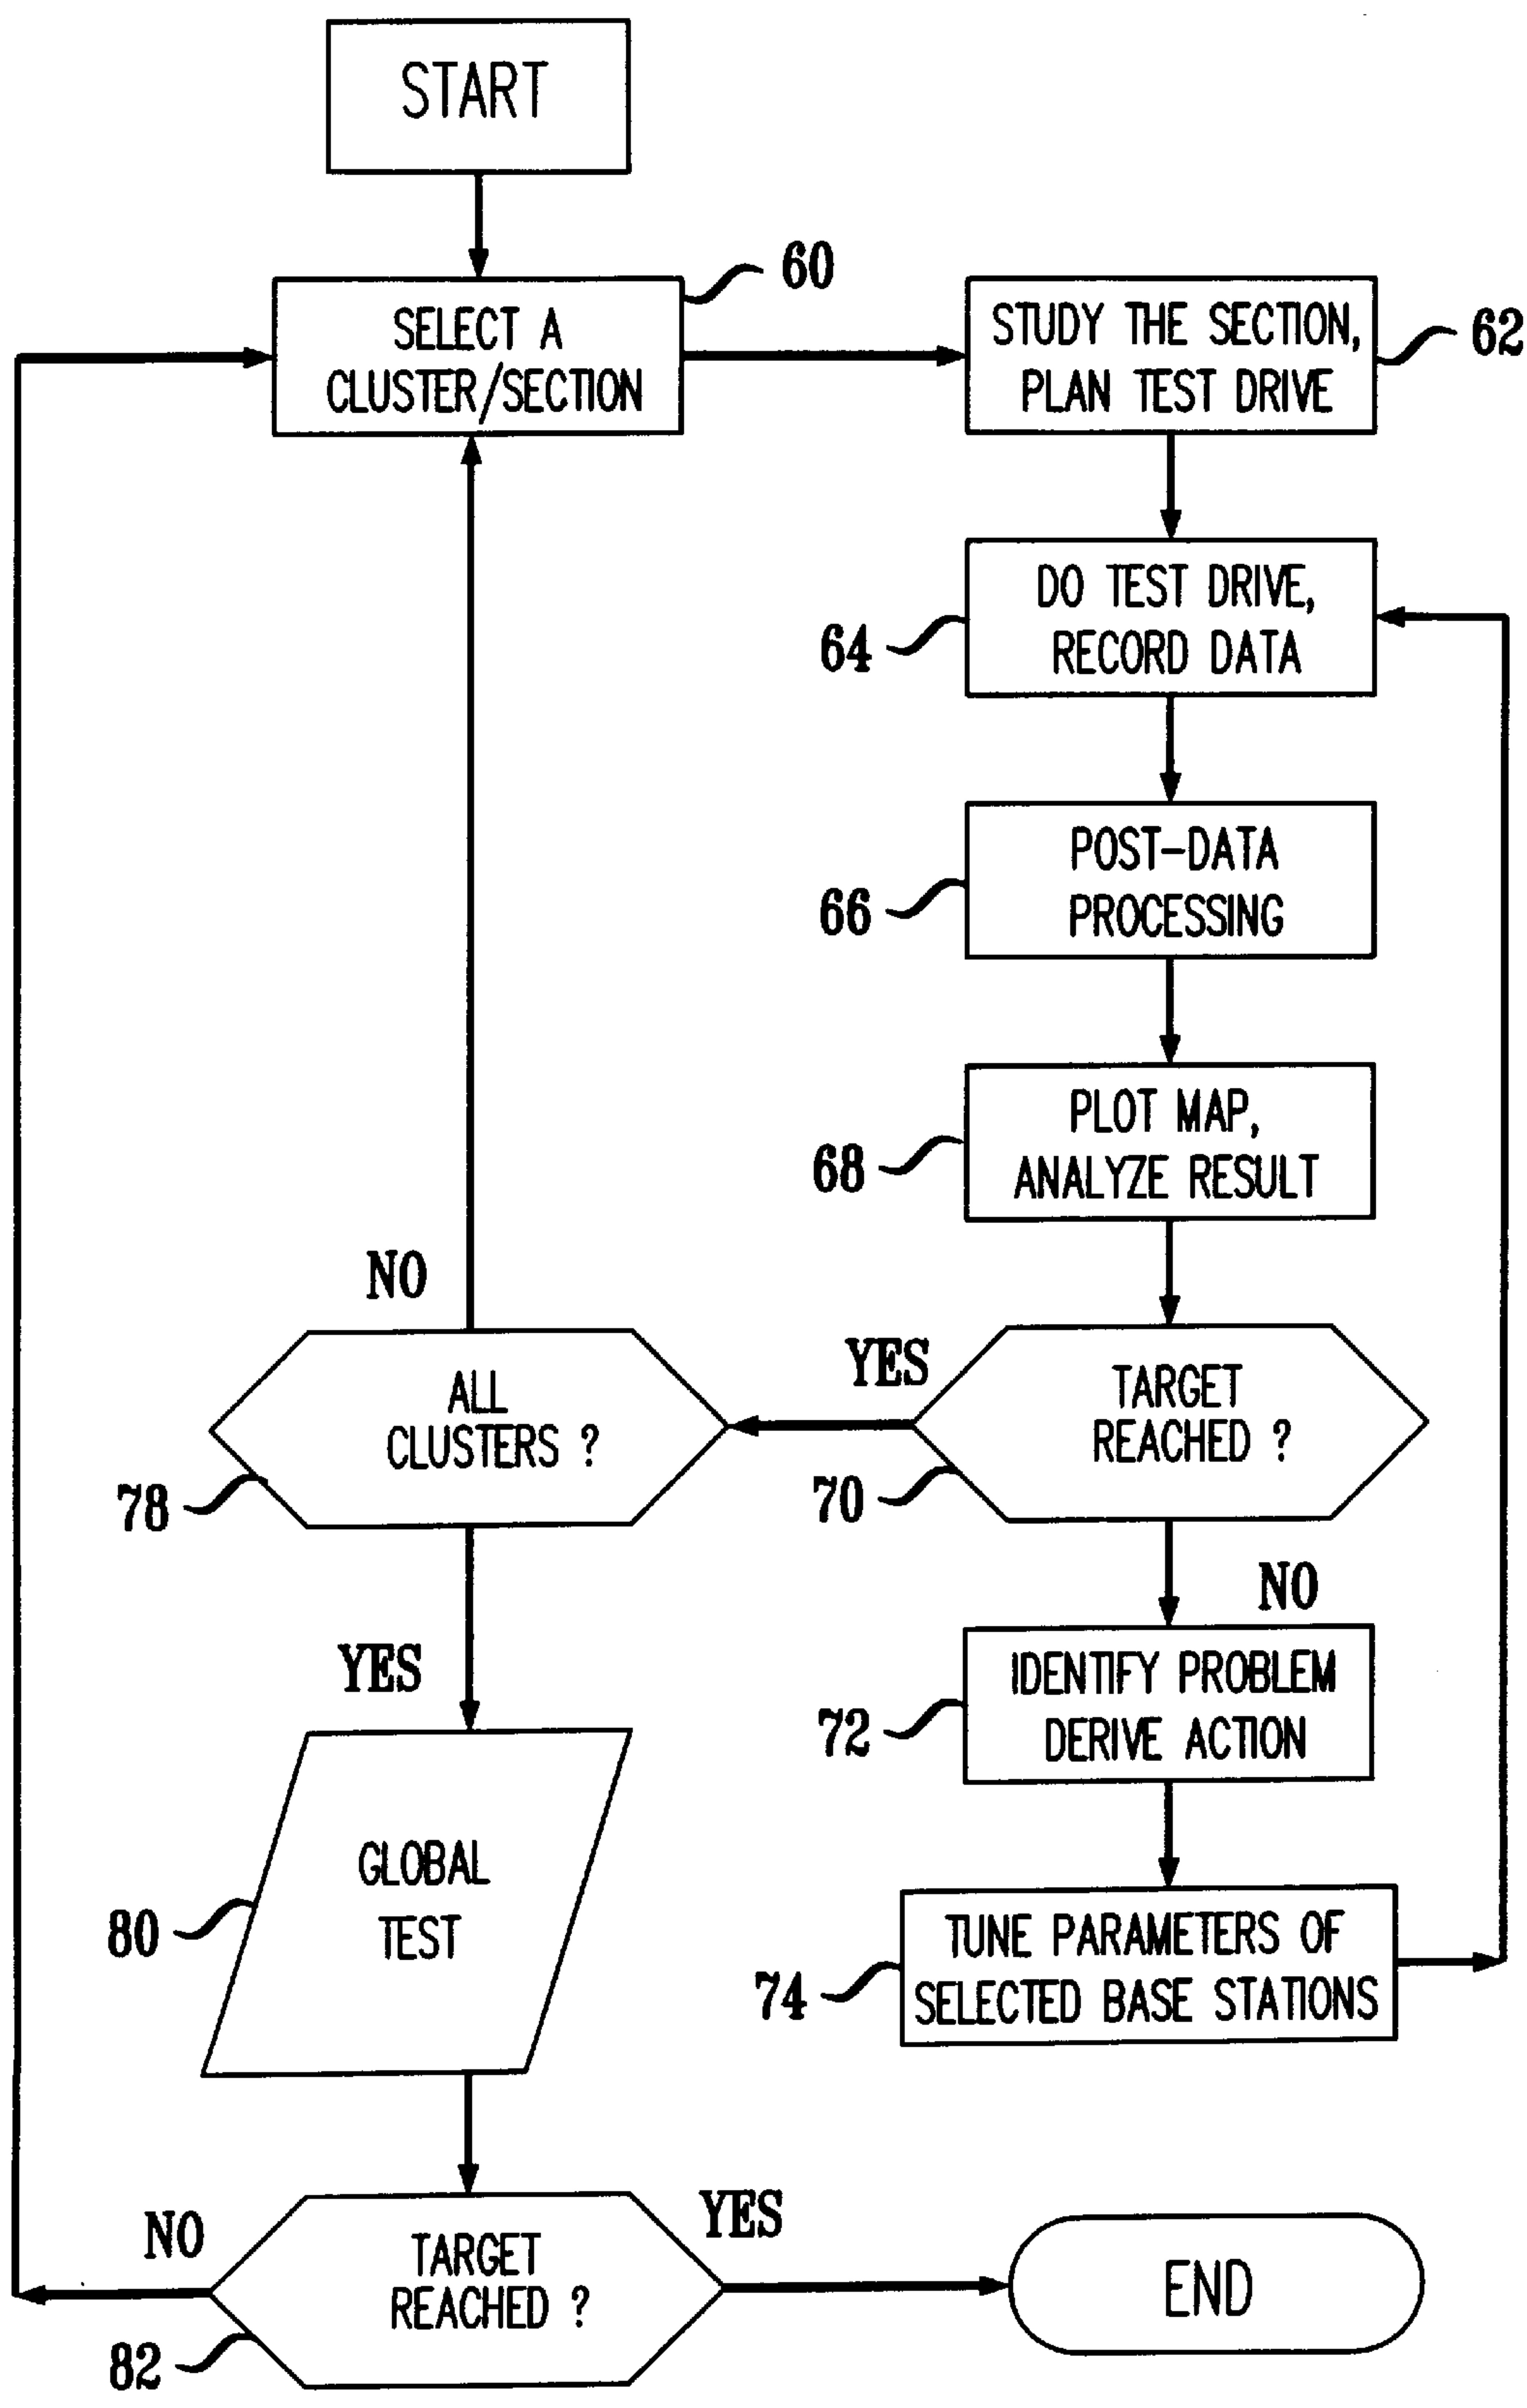 START
60
SELECT A
CLUSTER/SECTION
STUDY THE SECTION,
PLAN TEST DRIVE
62
DO TEST DRIVE,
RECORD DATA
64
POST-DATA
PROCESSING
66
PLOT MAP,
ANALYZE RESULT
68
NO
ALL
CLUSTERS ?
78
YES
TARGET
REACHED ?
70
NO
IDENTIFY PROBLEM
DERIVE ACTION
72
TUNE PARAMETERS OF
SELECTED BASE STATIONS
74
YES
GLOBAL
TEST
80
NO
TARGET
REACHED ?
82
YES
END